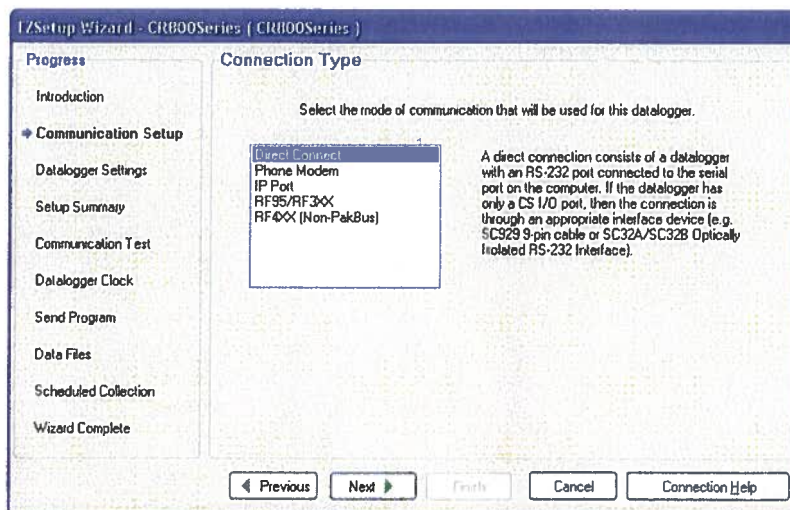 EZSetup Wizard - CR800Series ( CR800Series )
Progress
Introduction
Communication Setup
Datalogger Settings
Setup Summary
Communication Test
Datalogger Clock
Send Program
Data Files
Scheduled Collection
Wizard Complete
Connection Type
Select the mode of communication that will be used for this datalogger.
Direct Connect
Phone Modem
IP Port
RF95/RF3XX
RF4XX (Non-PakBus)
A direct connection consists of a datalogger
with an RS-232 port connected to the serial
port on the computer. If the datalogger has
only a CS I/O port, then the connection is
through an appropriate interface device (e.g.
SC929 9-pin cable or SC32A/SC32B Optically
Isolated RS-232 Interface).
Previous
Next
Finish
Cancel
Connection Help